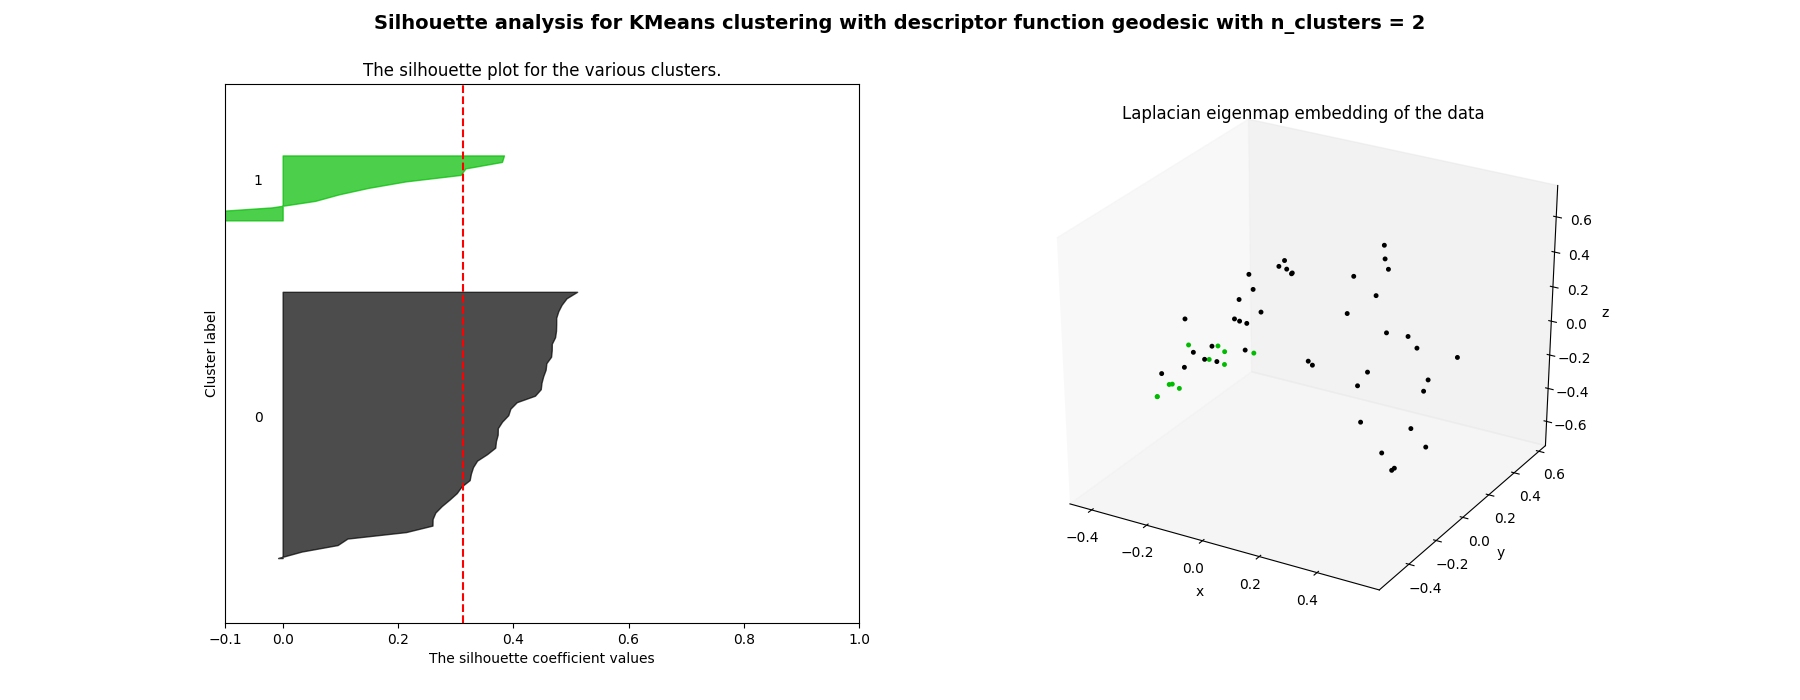 Silhouette analysis for KMeans clustering with descriptor function geodesic with n_clusters = 2
The silhouette plot for the various clusters.
1
0
Cluster label
−0.1 0.0 0.2 0.4 0.6 0.8 1.0
The silhouette coefficient values
Laplacian eigenmap embedding of the data
0.6
0.4
0.2
0.0
−0.2
−0.4
−0.6
z
0.6
0.4
0.2
0.0
−0.2
−0.4
y
−0.4
−0.2
0.0
0.2
0.4
x